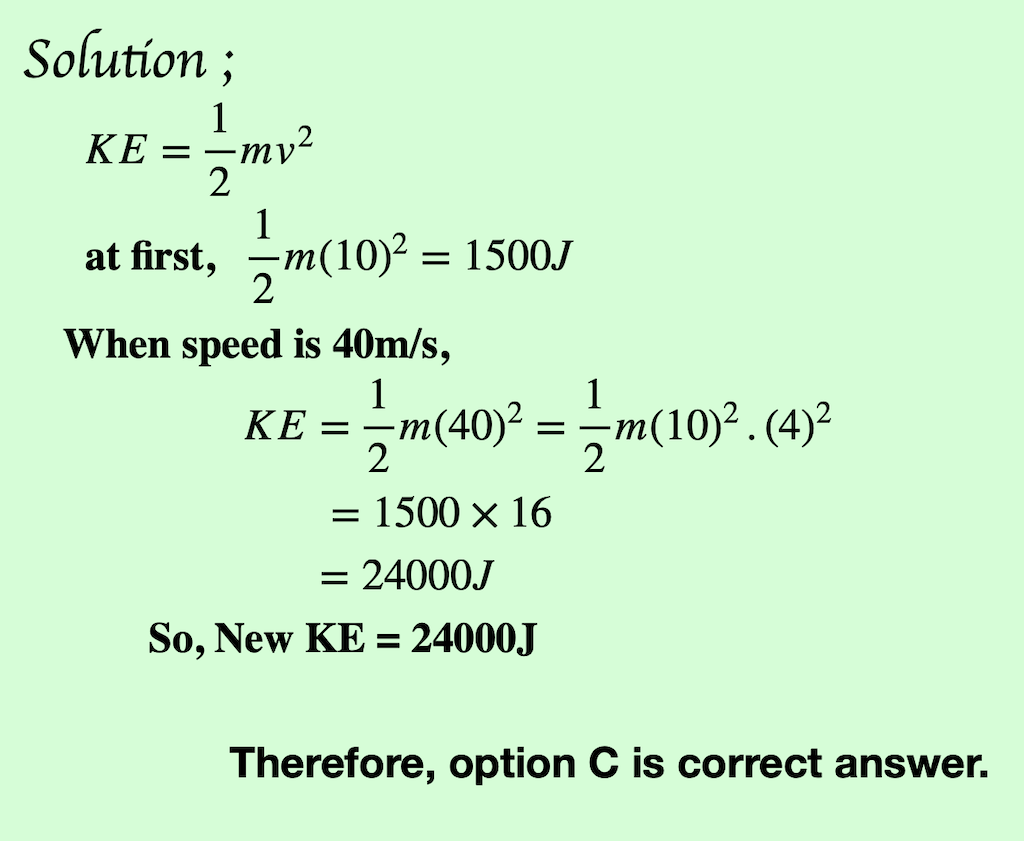 Solution ;
KE = \frac{1}{2}mv^2
at first, \frac{1}{2}m(10)^2 = 1500J
When speed is 40m/s,
KE = \frac{1}{2}m(40)^2 = \frac{1}{2}m(10)^2 . (4)^2
= 1500 × 16
= 24000J
So, New KE = 24000J
Therefore, option C is correct answer.